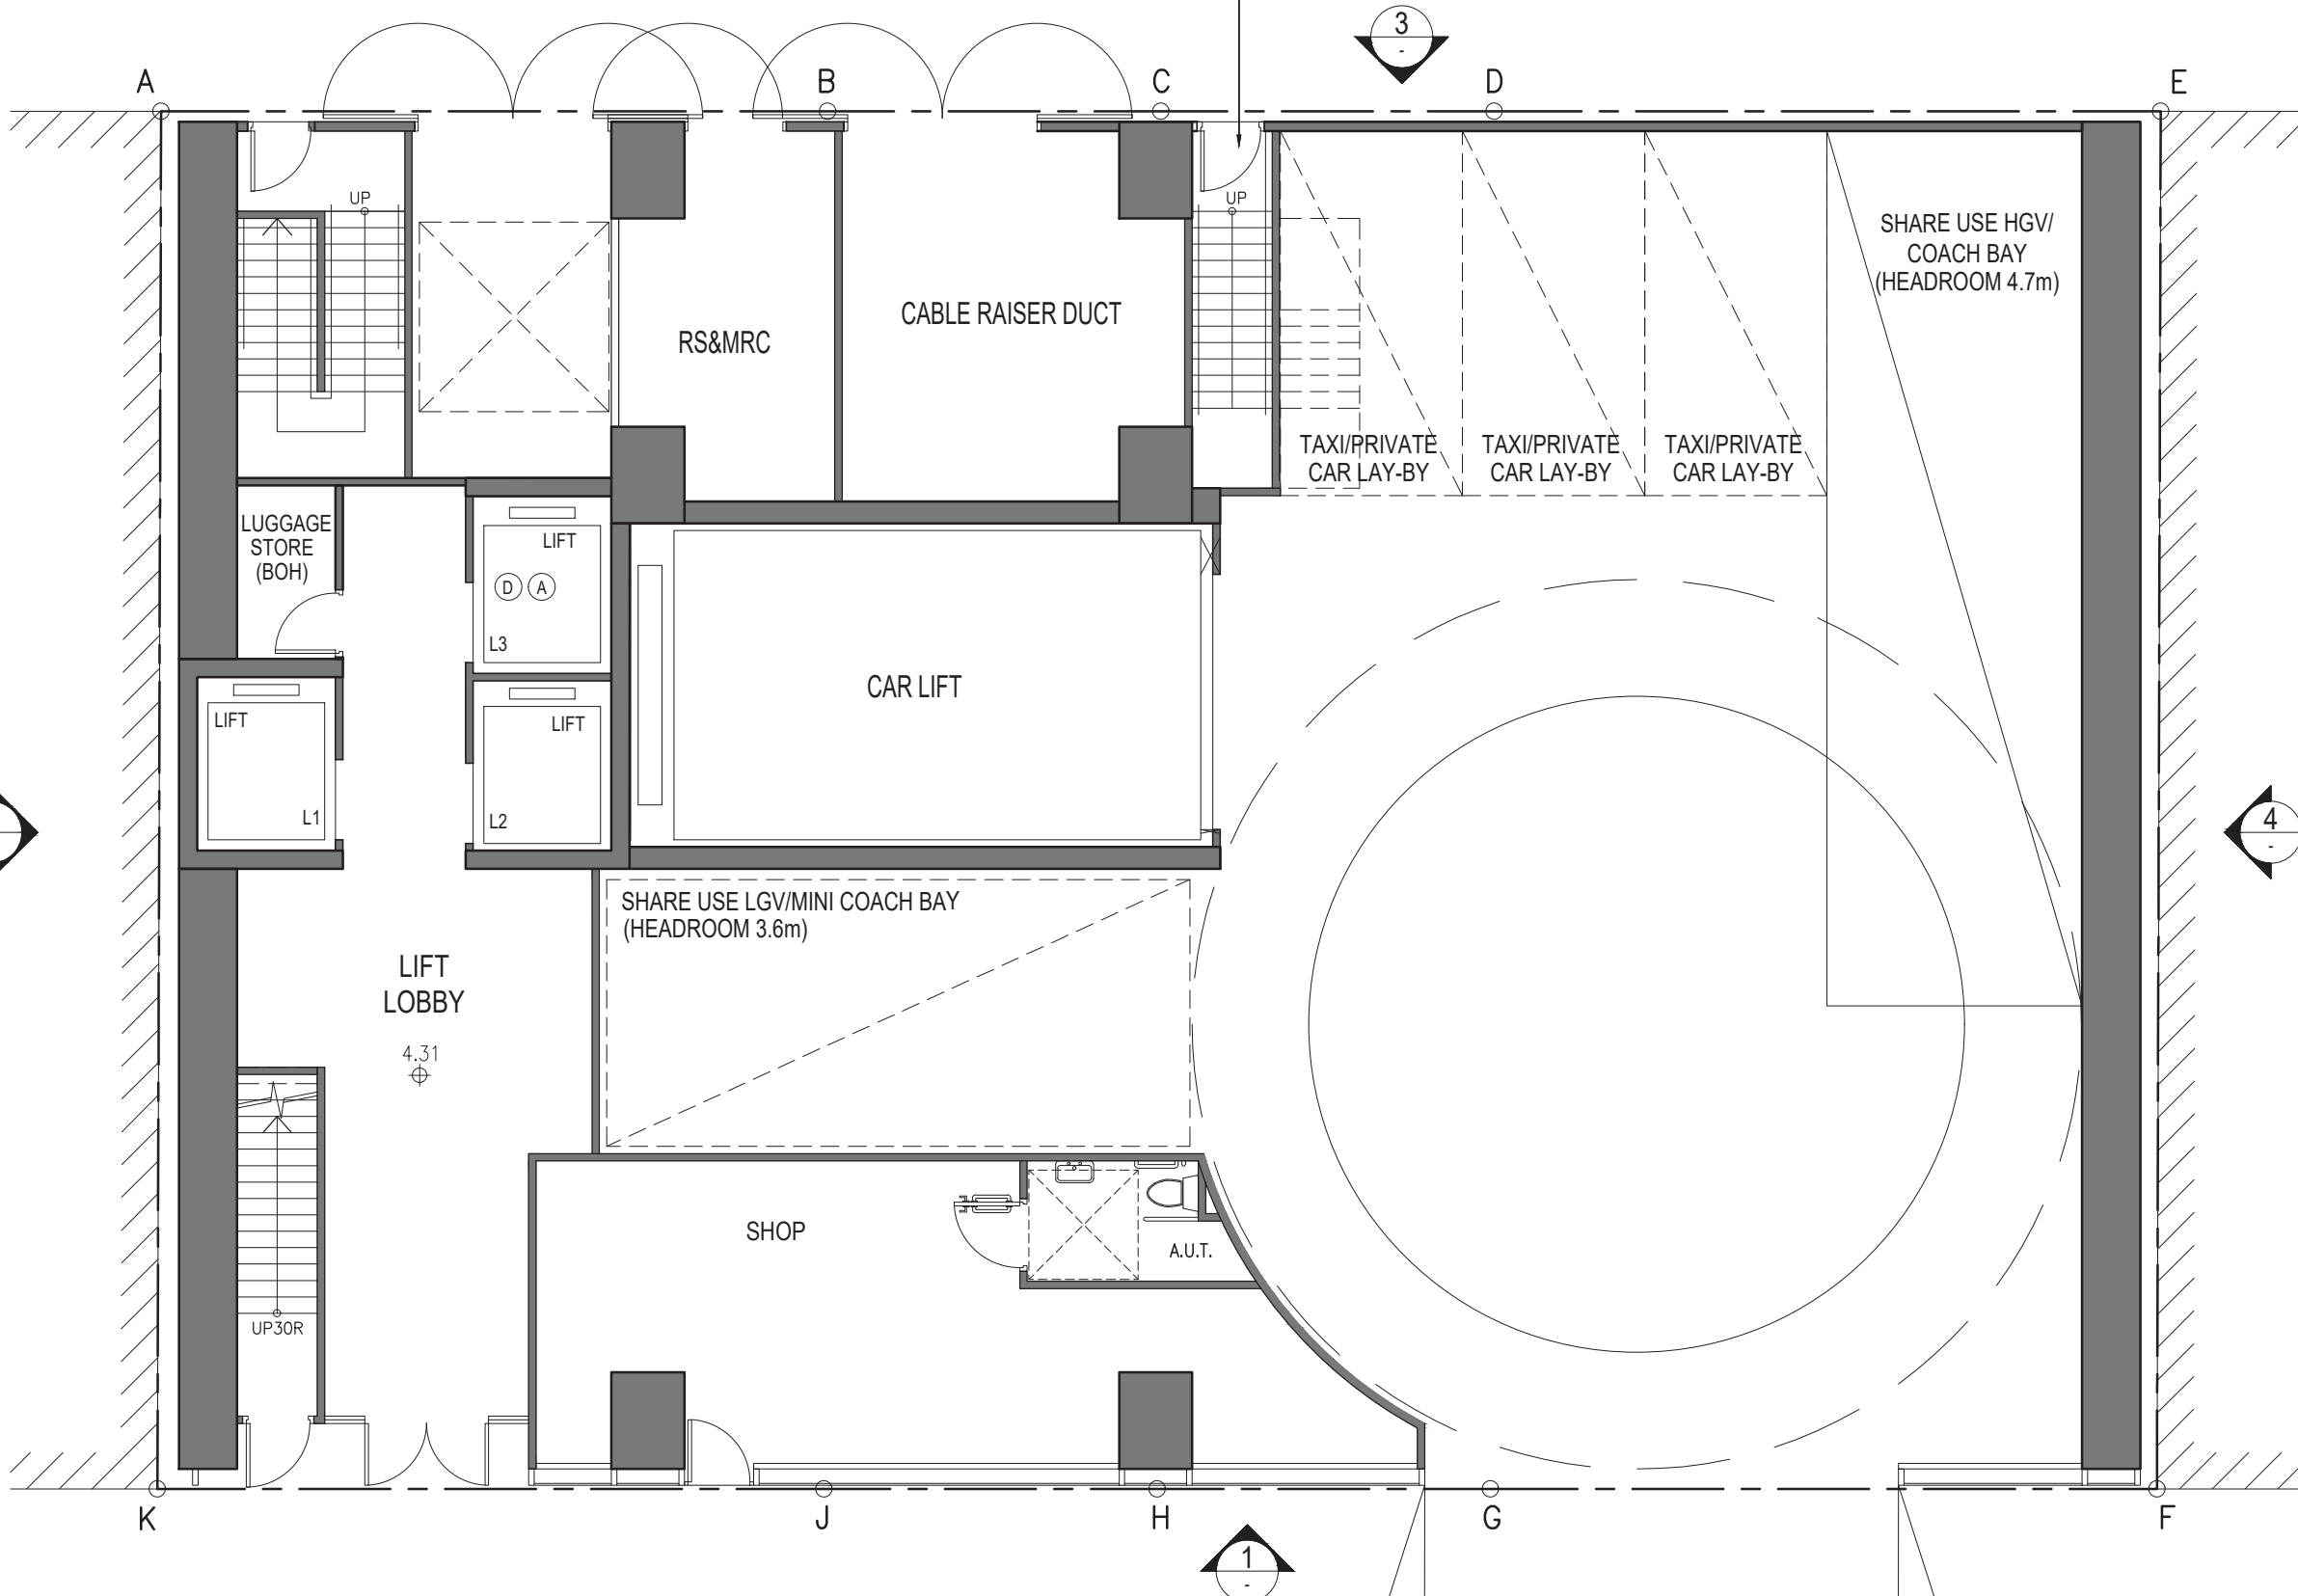 3
-
A
B
C
D
E
UP
UP
SHARE USE HGV/
COACH BAY
(HEADROOM 4.7m)
CABLE RAISER DUCT
RS&MRC
TAXI/PRIVATE
CAR LAY-BY
TAXI/PRIVATE
CAR LAY-BY
TAXI/PRIVATE
CAR LAY-BY
LUGGAGE
STORE
(BOH)
LIFT
D
A
L3
CAR LIFT
LIFT
L1
LIFT
L2
4
-
SHARE USE LGV/MINI COACH BAY
(HEADROOM 3.6m)
LIFT
LOBBY
4.31
SHOP
A.U.T.
UP30R
K
J
H
G
F
1
-